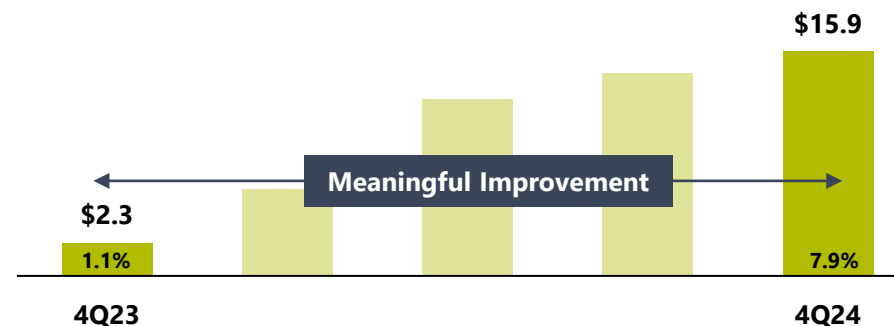 $15.9
Meaningful Improvement
$2.3
1.1%
7.9%
4Q23
4Q24